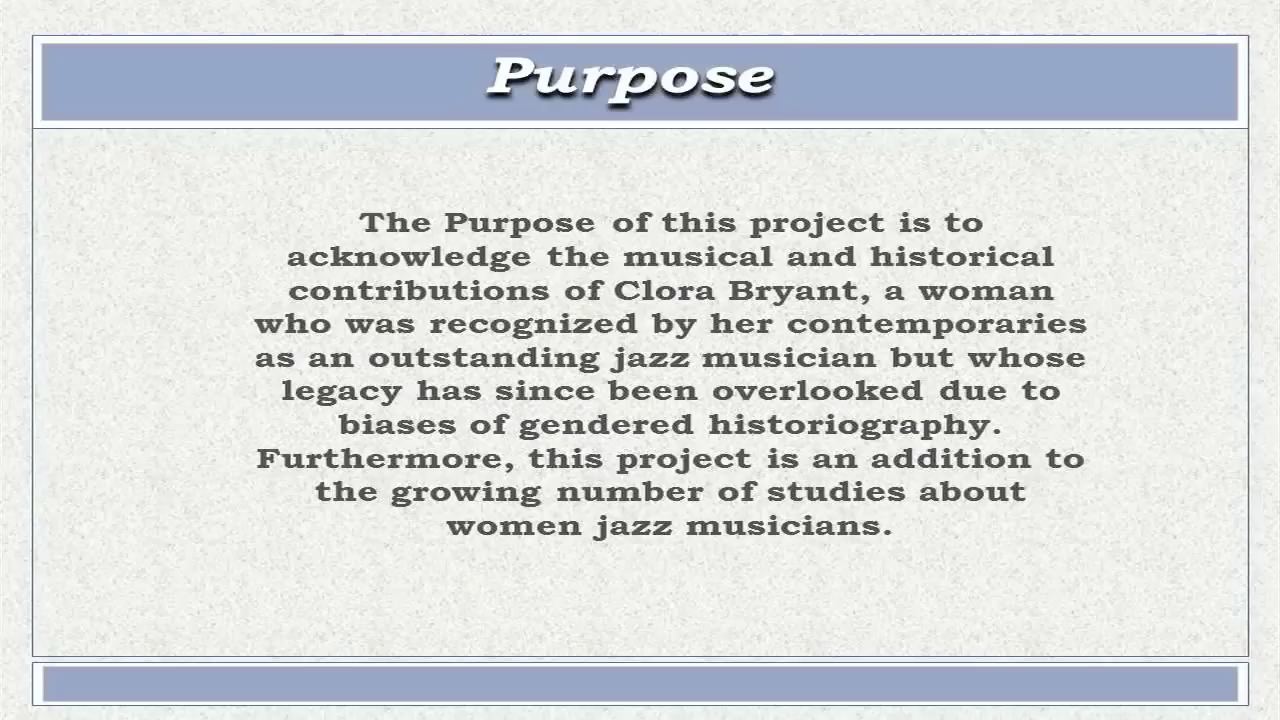 Purpose
The Purpose of this project is to
acknowledge the musical and historical
contributions of Clora Bryant, a woman
who was recognized by her contemporaries
as an outstanding jazz musician but whose
legacy has since been overlooked due to
biases of gendered historiography.
Furthermore, this project is an addition to
the growing number of studies about
women jazz musicians.